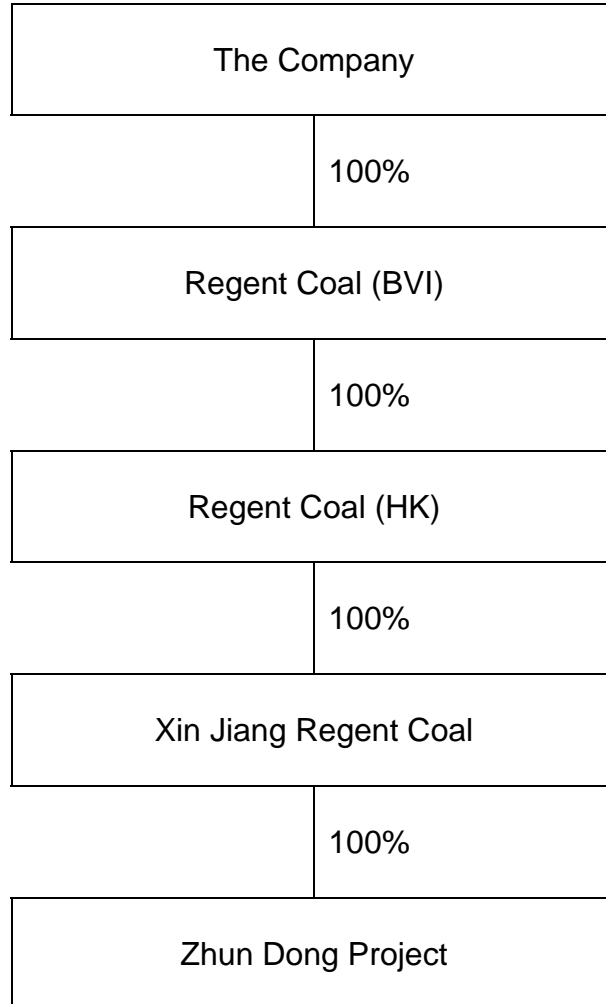 The Company
100%
Regent Coal (BVI)
100%
Regent Coal (HK)
100%
Xin Jiang Regent Coal
100%
Zhun Dong Project